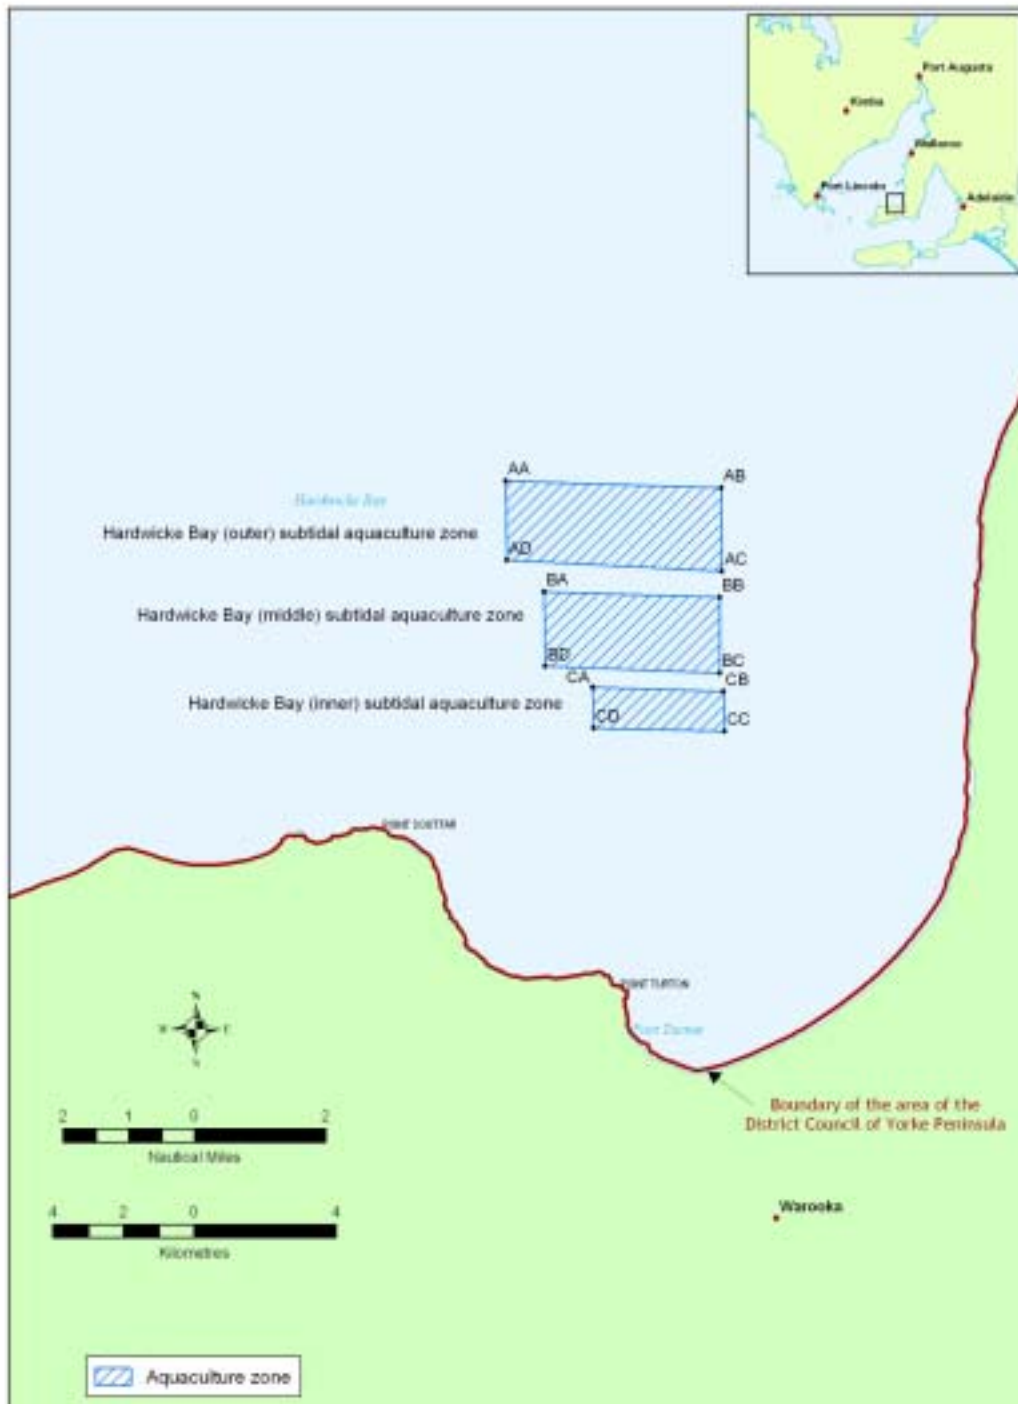 Port Augusta
Kimba
Wallaroo
Port Lincoln
Adelaide
AA
AB
Hardwicke Bay
Hardwicke Bay (outer) subtidal aquaculture zone
AD
AC
BA
BB
Hardwicke Bay (middle) subtidal aquaculture zone
BD
BC
CA
CB
Hardwicke Bay (inner) subtidal aquaculture zone
CD
CC
POINT SOUTTAR
POINT TURTON
N
W E
S
Boundary of the area of the
District Council of Yorke Peninsula
2 1 0 2
Nautical Miles
Warooka
4 2 0 4
Kilometres
Aquaculture zone